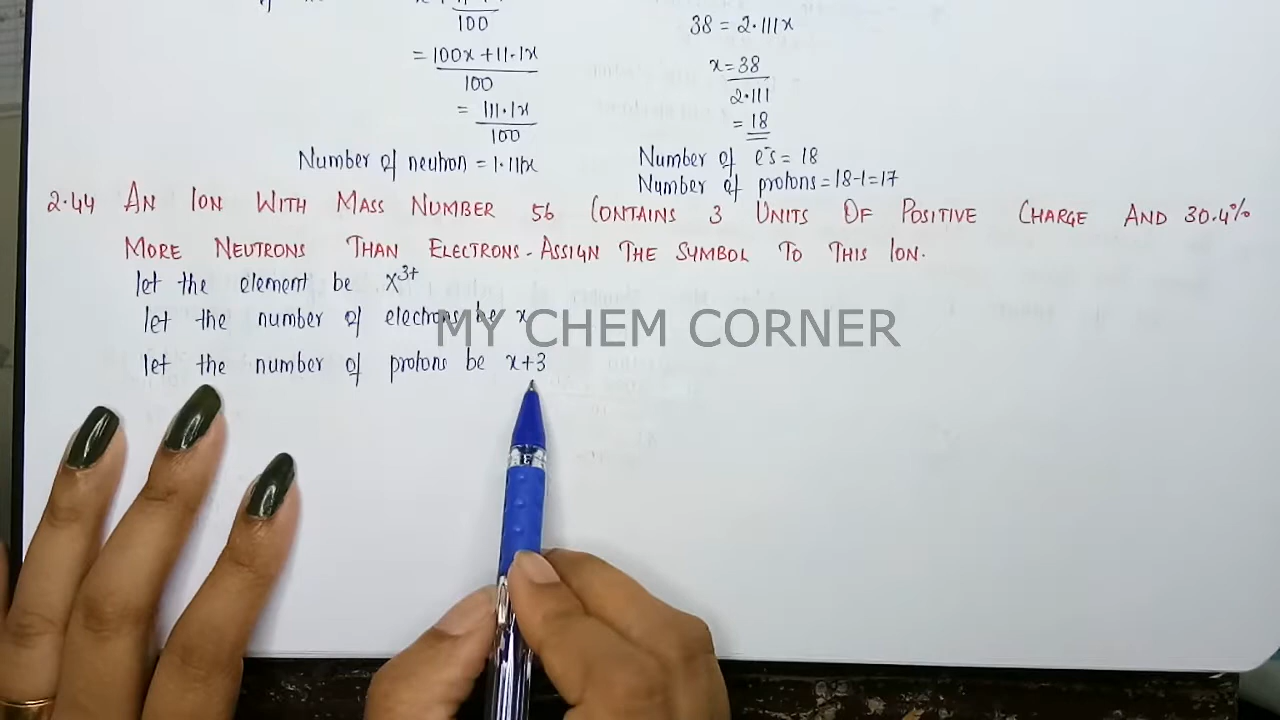 100
= 100x + 11.1x
100
= 111.1x
100
Number of neutron = 1.111x
38 = 2.111x
x = 38
2.111
= 18
Number of e⁻s = 18
Number of protons = 18-1 = 17
2.44 AN ION WITH MASS NUMBER 56 CONTAINS 3 UNITS OF POSITIVE CHARGE AND 30.4%
MORE NEUTRONS THAN ELECTRONS. ASSIGN THE SYMBOL TO THIS ION.
let the element be x³⁺
let the number of electrons be x
let the number of protons be x+3
MY CHEM CORNER